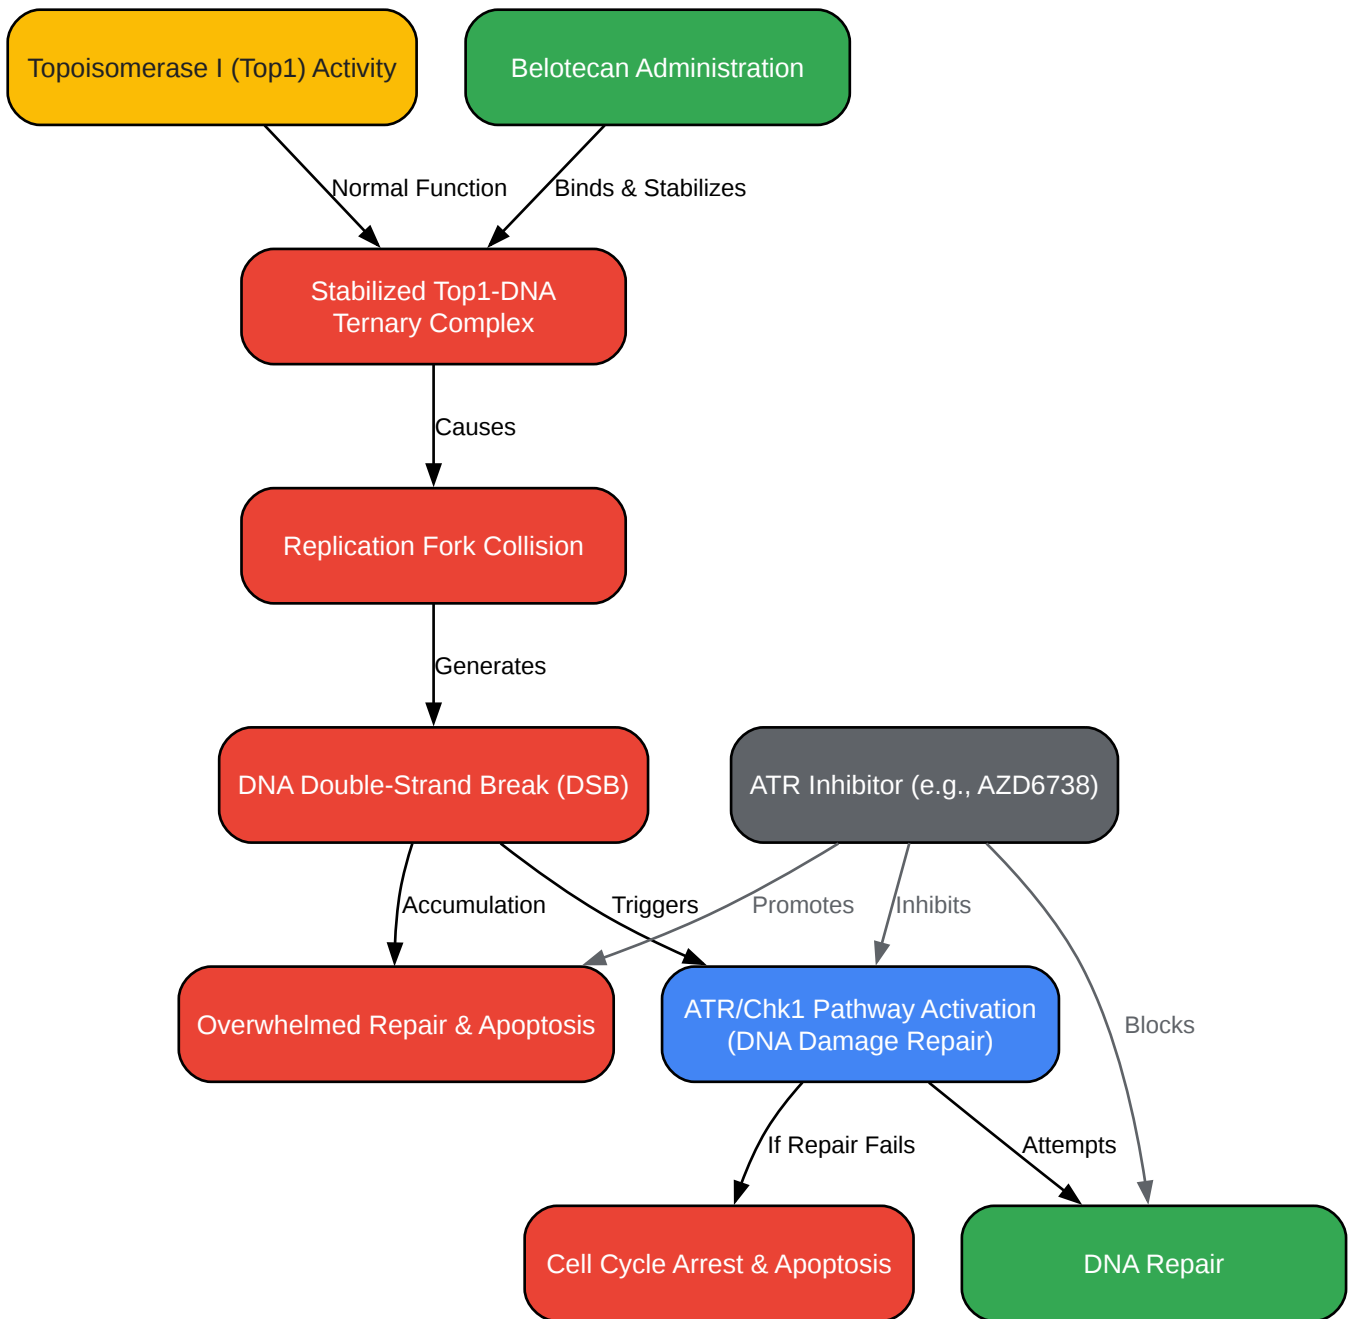 Topoisomerase I (Top1) Activity
Belotecan Administration
Normal Function
Binds & Stabilizes
Stabilized Top1-DNA
Ternary Complex
Causes
Replication Fork Collision
Generates
DNA Double-Strand Break (DSB)
ATR Inhibitor (e.g., AZD6738)
Accumulation
Triggers
Promotes
Inhibits
Overwhelmed Repair & Apoptosis
ATR/Chk1 Pathway Activation
(DNA Damage Repair)
Blocks
If Repair Fails
Attempts
Cell Cycle Arrest & Apoptosis
DNA Repair